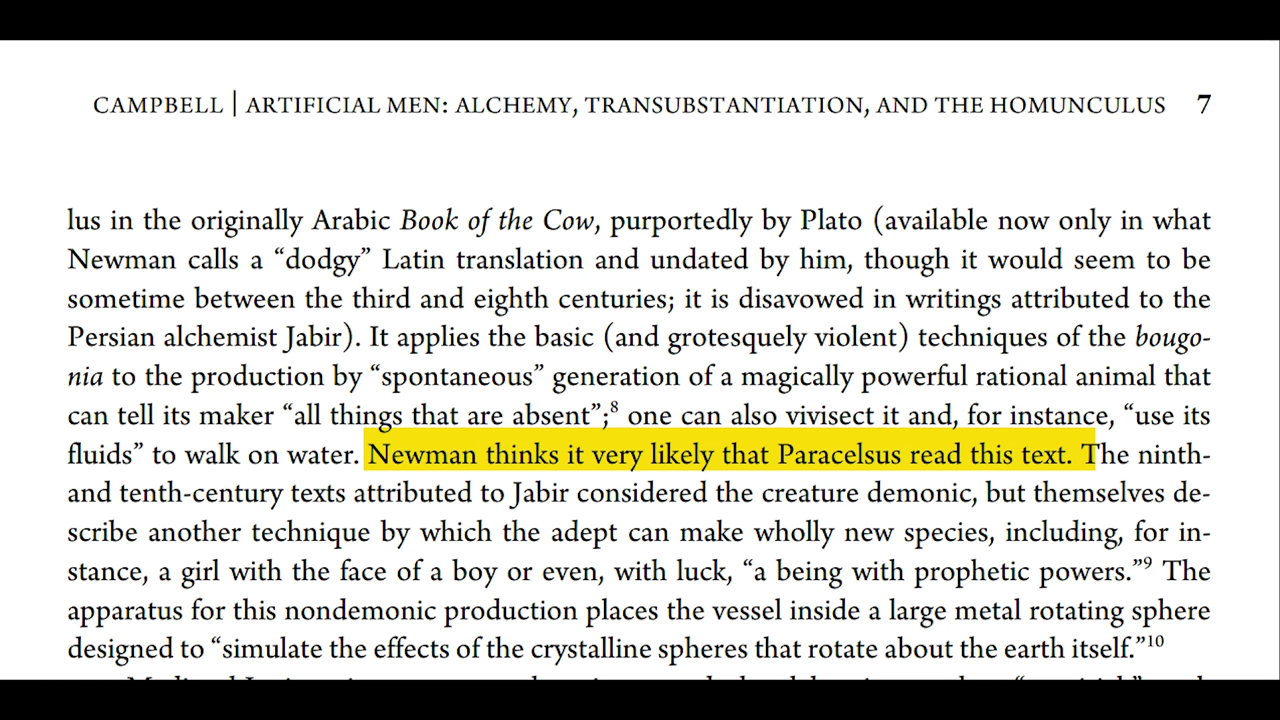 CAMPBELL | ARTIFICIAL MEN: ALCHEMY, TRANSUBSTANTIATION, AND THE HOMUNCULUS 7
lus in the originally Arabic Book of the Cow, purportedly by Plato (available now only in what
Newman calls a “dodgy” Latin translation and undated by him, though it would seem to be
sometime between the third and eighth centuries; it is disavowed in writings attributed to the
Persian alchemist Jabir). It applies the basic (and grotesquely violent) techniques of the bougo-
nia to the production by “spontaneous” generation of a magically powerful rational animal that
can tell its maker “all things that are absent”;⁸ one can also vivisect it and, for instance, “use its
fluids” to walk on water. Newman thinks it very likely that Paracelsus read this text. The ninth-
and tenth-century texts attributed to Jabir considered the creature demonic, but themselves de-
scribe another technique by which the adept can make wholly new species, including, for in-
stance, a girl with the face of a boy or even, with luck, “a being with prophetic powers.”⁹ The
apparatus for this nondemonic production places the vessel inside a large metal rotating sphere
designed to “simulate the effects of the crystalline spheres that rotate about the earth itself.”¹⁰